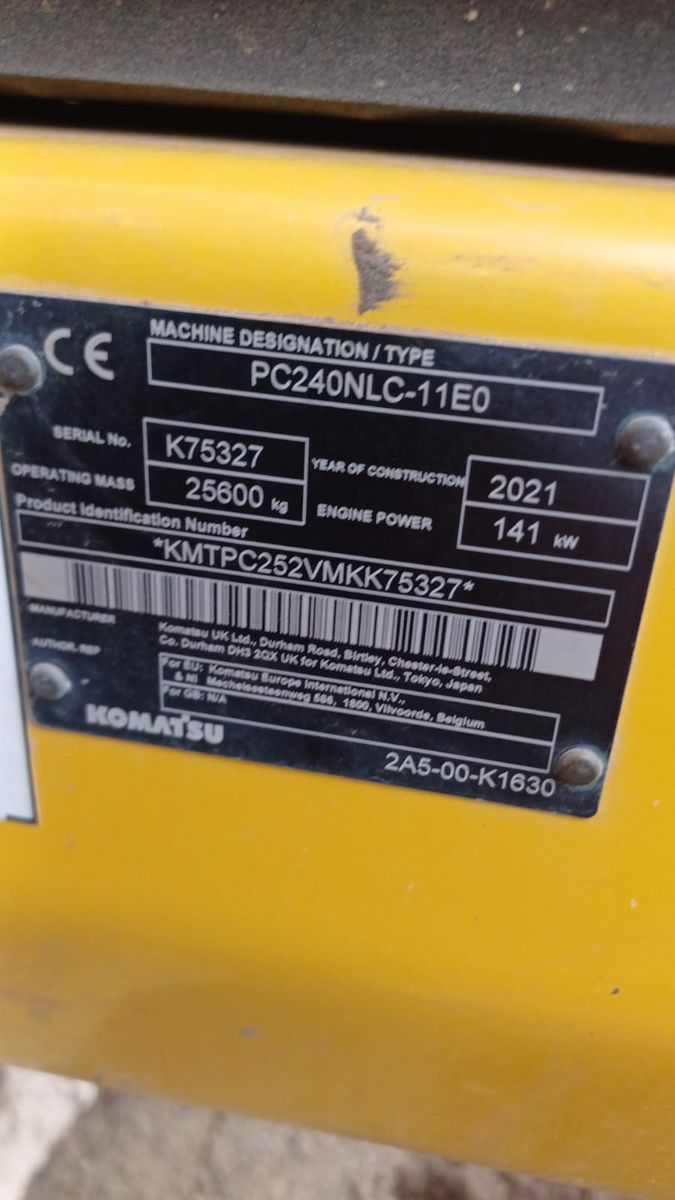 CE
MACHINE DESIGNATION / TYPE
PC240NLC-11E0
SERIAL No.
K75327
YEAR OF CONSTRUCTION
2021
OPERATING MASS
25600 kg
ENGINE POWER
141 kW
Product Identification Number
*KMTPC252VMKK75327*
MANUFACTURER
Komatsu UK Ltd., Durham Road, Birtley, Chester-le-Street,
Co. Durham DH3 2QX UK for Komatsu Ltd., Tokyo, Japan
AUTHOR. REP
For EU: Komatsu Europe International N.V.,
& NI Mechelsesteenweg 586, 1800, Vilvoorde, Belgium
For GB: N/A
KOMATSU
2A5-00-K1630